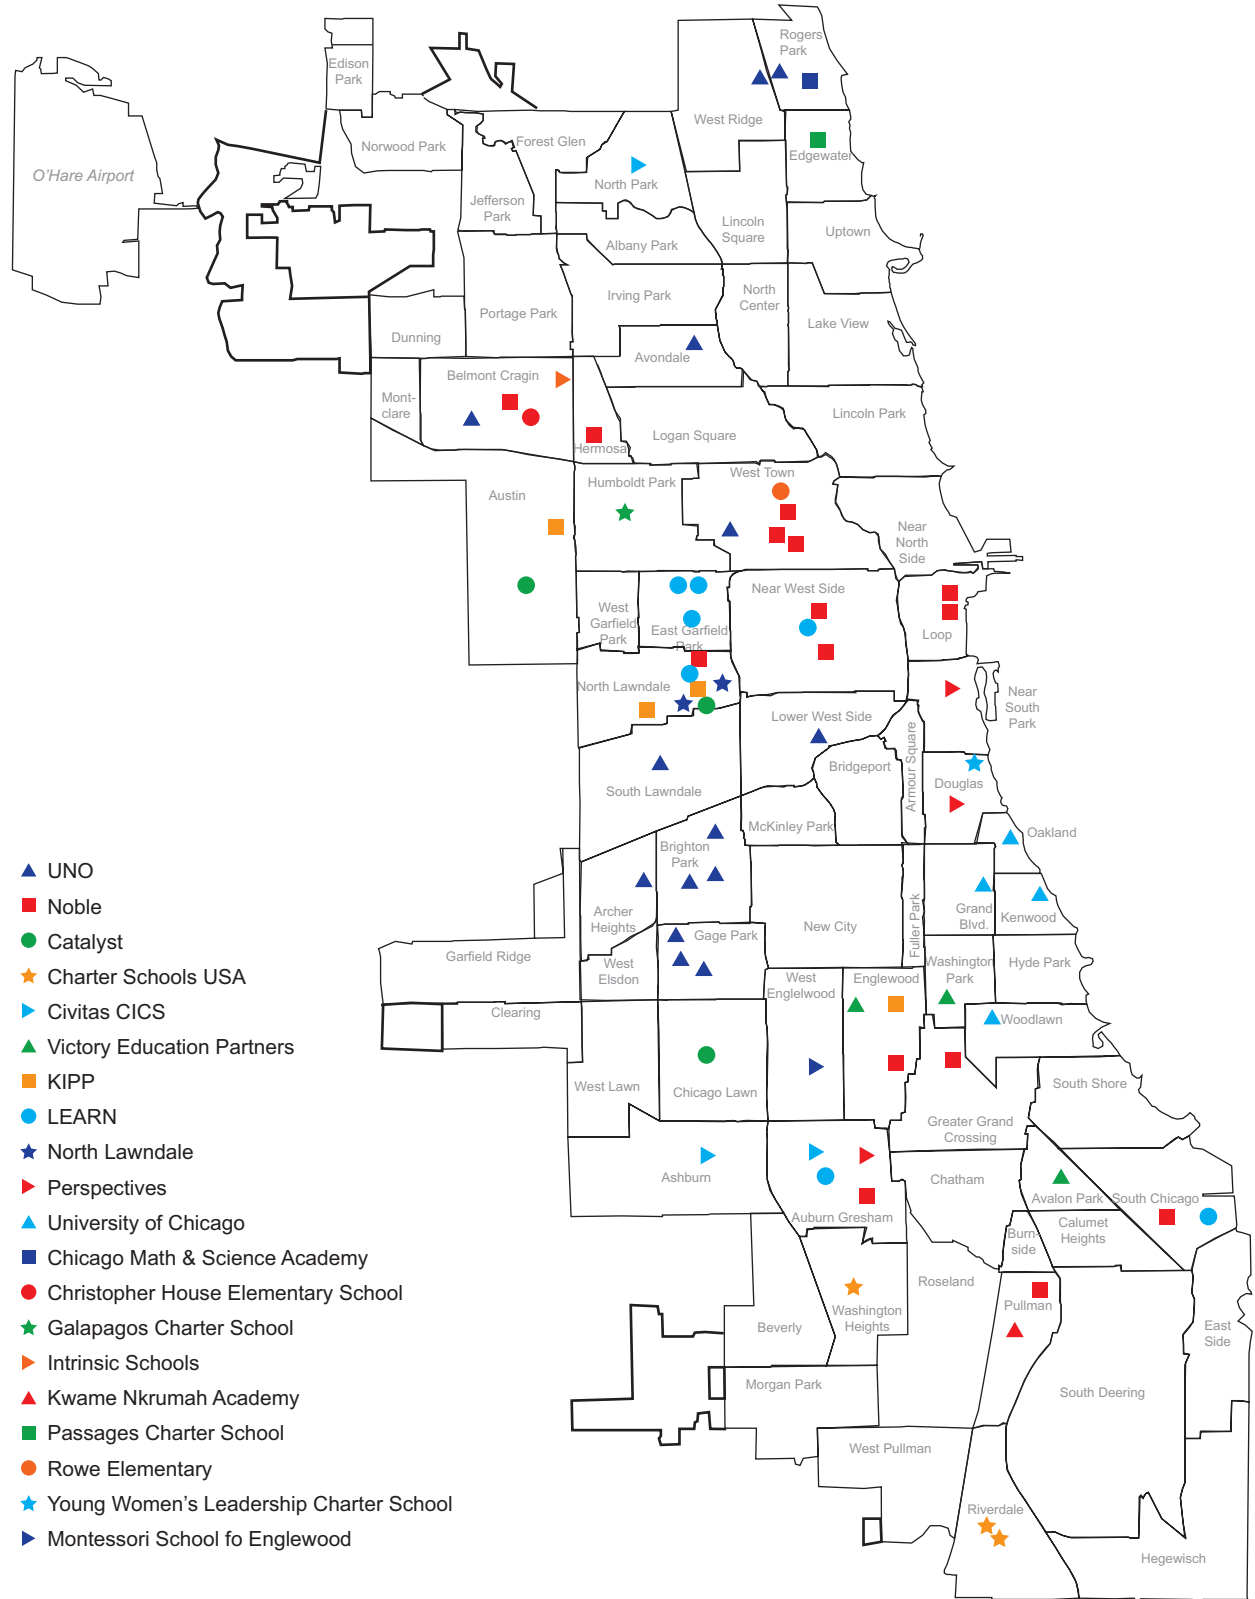 Rogers
Park
Edison
Park
West Ridge
Forest Glen
Norwood Park
Edgewater
O'Hare Airport
North Park
Jefferson
Park
Lincoln
Square
Uptown
Albany Park
North
Center
Irving Park
Portage Park
Lake View
Dunning
Avondale
Belmont Cragin
Mont-
clare
Lincoln Park
Logan Square
Hermosa
West Town
Humboldt Park
Austin
Near
North
Side
Near West Side
West
Garfield
Park
East Garfield
Park
Loop
North Lawndale
Near
South
Park
Lower West Side
Armour Square
Bridgeport
Douglas
South Lawndale
McKinley Park
Oakland
Brighton
Park
Archer
Heights
Grand
Blvd.
Kenwood
Fuller Park
New City
Gage Park
Garfield Ridge
West
Elsdon
Washington
Park
Hyde Park
West
Englelwood
Englewood
Clearing
Woodlawn
West Lawn
Chicago Lawn
South Shore
Greater Grand
Crossing
Ashburn
Chatham
Avalon Park
South Chicago
Auburn Gresham
Burn-
side
Calumet
Heights
Roseland
Pullman
Washington
Heights
Beverly
East
Side
Morgan Park
South Deering
West Pullman
Riverdale
Hegewisch
UNO
Noble
Catalyst
Charter Schools USA
Civitas CICS
Victory Education Partners
KIPP
LEARN
North Lawndale
Perspectives
University of Chicago
Chicago Math & Science Academy
Christopher House Elementary School
Galapagos Charter School
Intrinsic Schools
Kwame Nkrumah Academy
Passages Charter School
Rowe Elementary
Young Women's Leadership Charter School
Montessori School fo Englewood